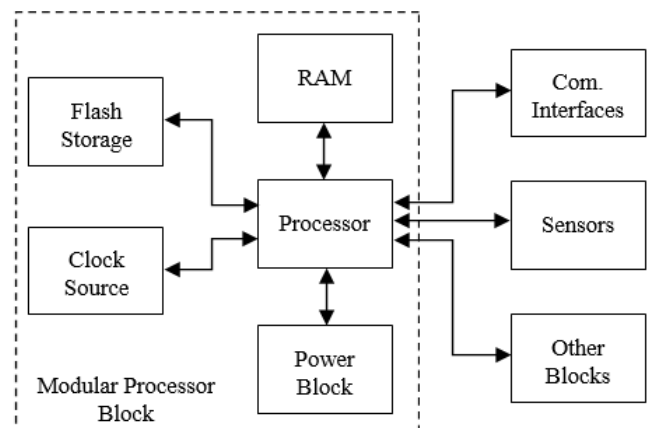 RAM
Com.
Interfaces
Flash
Storage
Processor
Sensors
Clock
Source
Power
Block
Other
Blocks
Modular Processor
Block